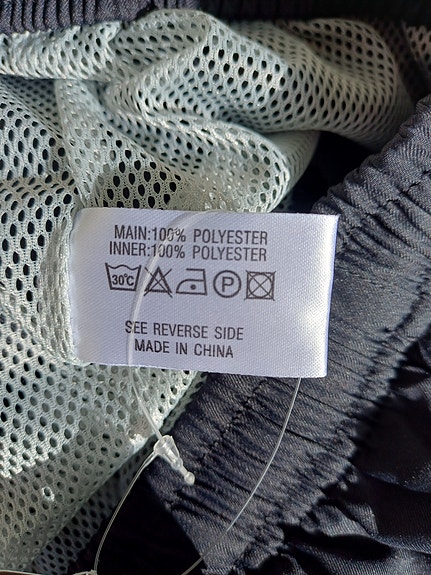 MAIN:100% POLYESTER
INNER:100% POLYESTER
30℃ P
SEE REVERSE SIDE
MADE IN CHINA